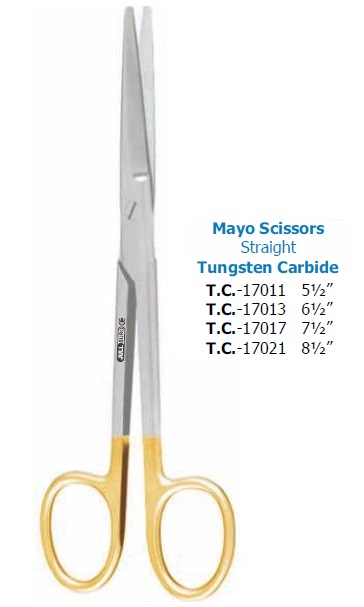 Mayo Scissors
Straight
Tungsten Carbide
T.C.-17011 5½”
T.C.-17013 6½”
T.C.-17017 7½”
T.C.-17021 8½”